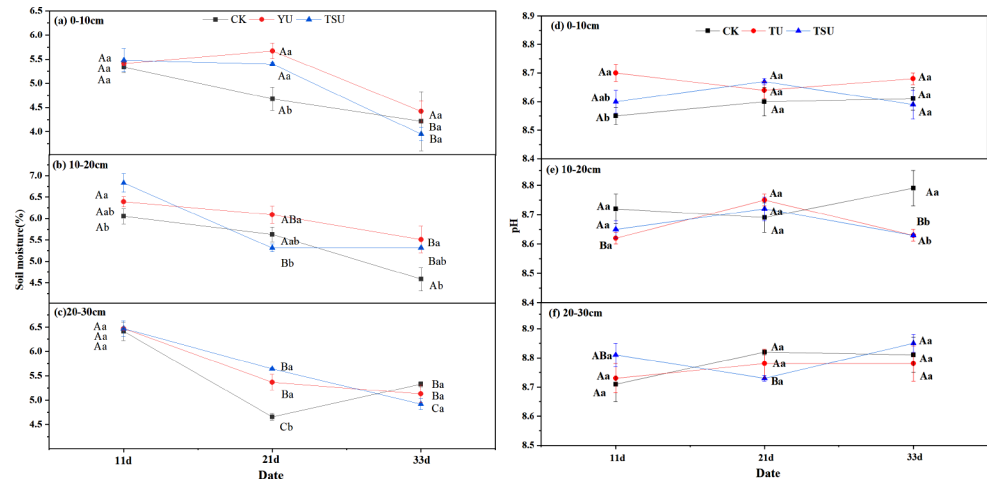 (a) 0-10cm
CK YU TSU
6.0
5.5
5.0
4.5
4.0
Aa
Aa
Aa
Aa
Aa
Ab
Aa
Ba
Ba
(b) 10-20cm
7.0
6.5
6.0
5.5
5.0
4.5
Aa
Aab
Ab
ABa
Aab
Bb
Ba
Bab
Ab
(c)20-30cm
6.5
6.0
5.5
5.0
4.5
Aa
Aa
Aa
Ba
Ba
Cb
Ba
Ba
Ca
Soil moisture(%)
11d 21d 33d
Date
(d) 0-10cm
CK TU TSU
8.8
8.7
8.6
8.5
8.4
Aa
Aab
Ab
Aa
Aa
Aa
Aa
Aa
Aa
(e) 10-20cm
8.8
8.7
8.6
8.5
8.4
Aa
Aa
Ba
Aa
Aa
Aa
Aa
Bb
Ab
(f) 20-30cm
8.9
8.8
8.7
8.6
8.5
ABa
Aa
Aa
Aa
Aa
Ba
Aa
Aa
Aa
pH
11d 21d 33d
Date